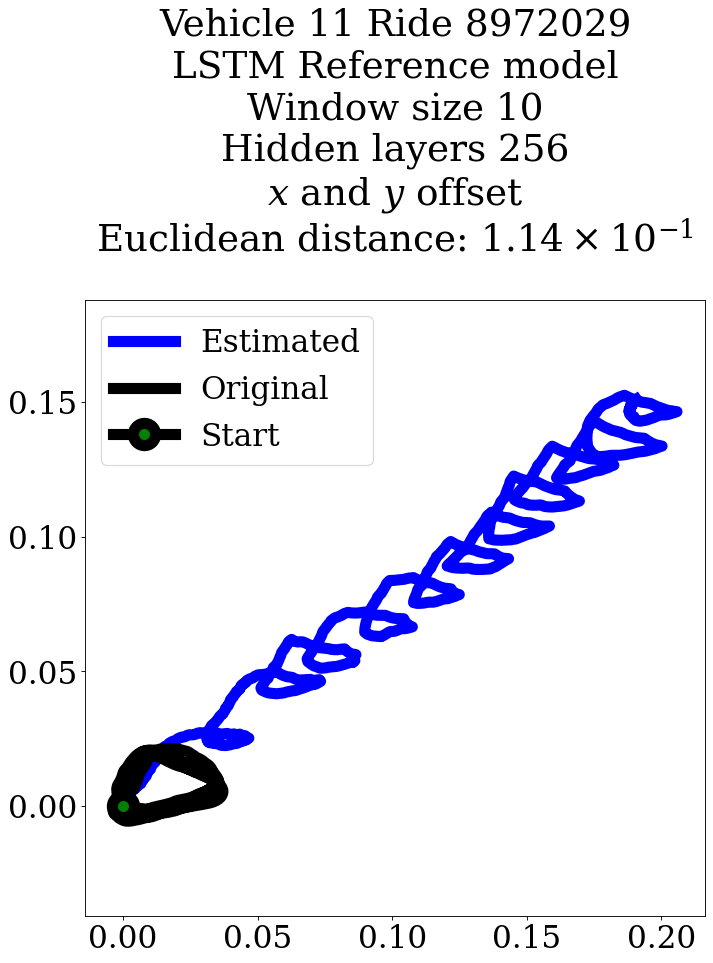 Vehicle 11 Ride 8972029
LSTM Reference model
Window size 10
Hidden layers 256
x and y offset
Euclidean distance: 1.14 × 10⁻¹
Estimated
Original
Start
0.15
0.10
0.05
0.00
0.00 0.05 0.10 0.15 0.20